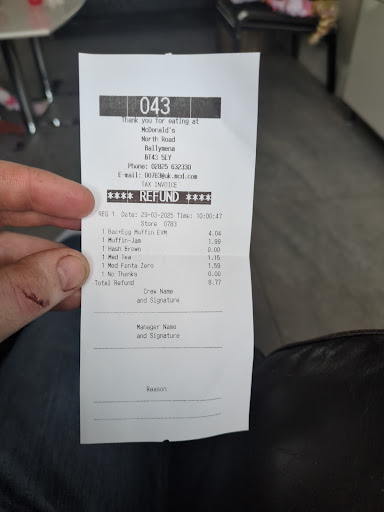 043
Thank you for eating at
McDonald's
North Road
Ballymena
BT43 5LY
Phone: 02825 632330
E-mail: 00783@uk.mcd.com
TAX INVOICE
**** REFUND ****
REG 1 Date: 29-03-2025 Time: 10:00:47
Store 0783
1 Bac+Egg Muffin EVM 4.04
1 Muffin-Jam 1.99
1 Hash Brown 0.00
1 Med Tea 1.15
1 Med Fanta Zero 1.59
1 No Thanks 0.00
Total Refund 8.77
Crew Name
and Signature
Manager Name
and Signature
Reason